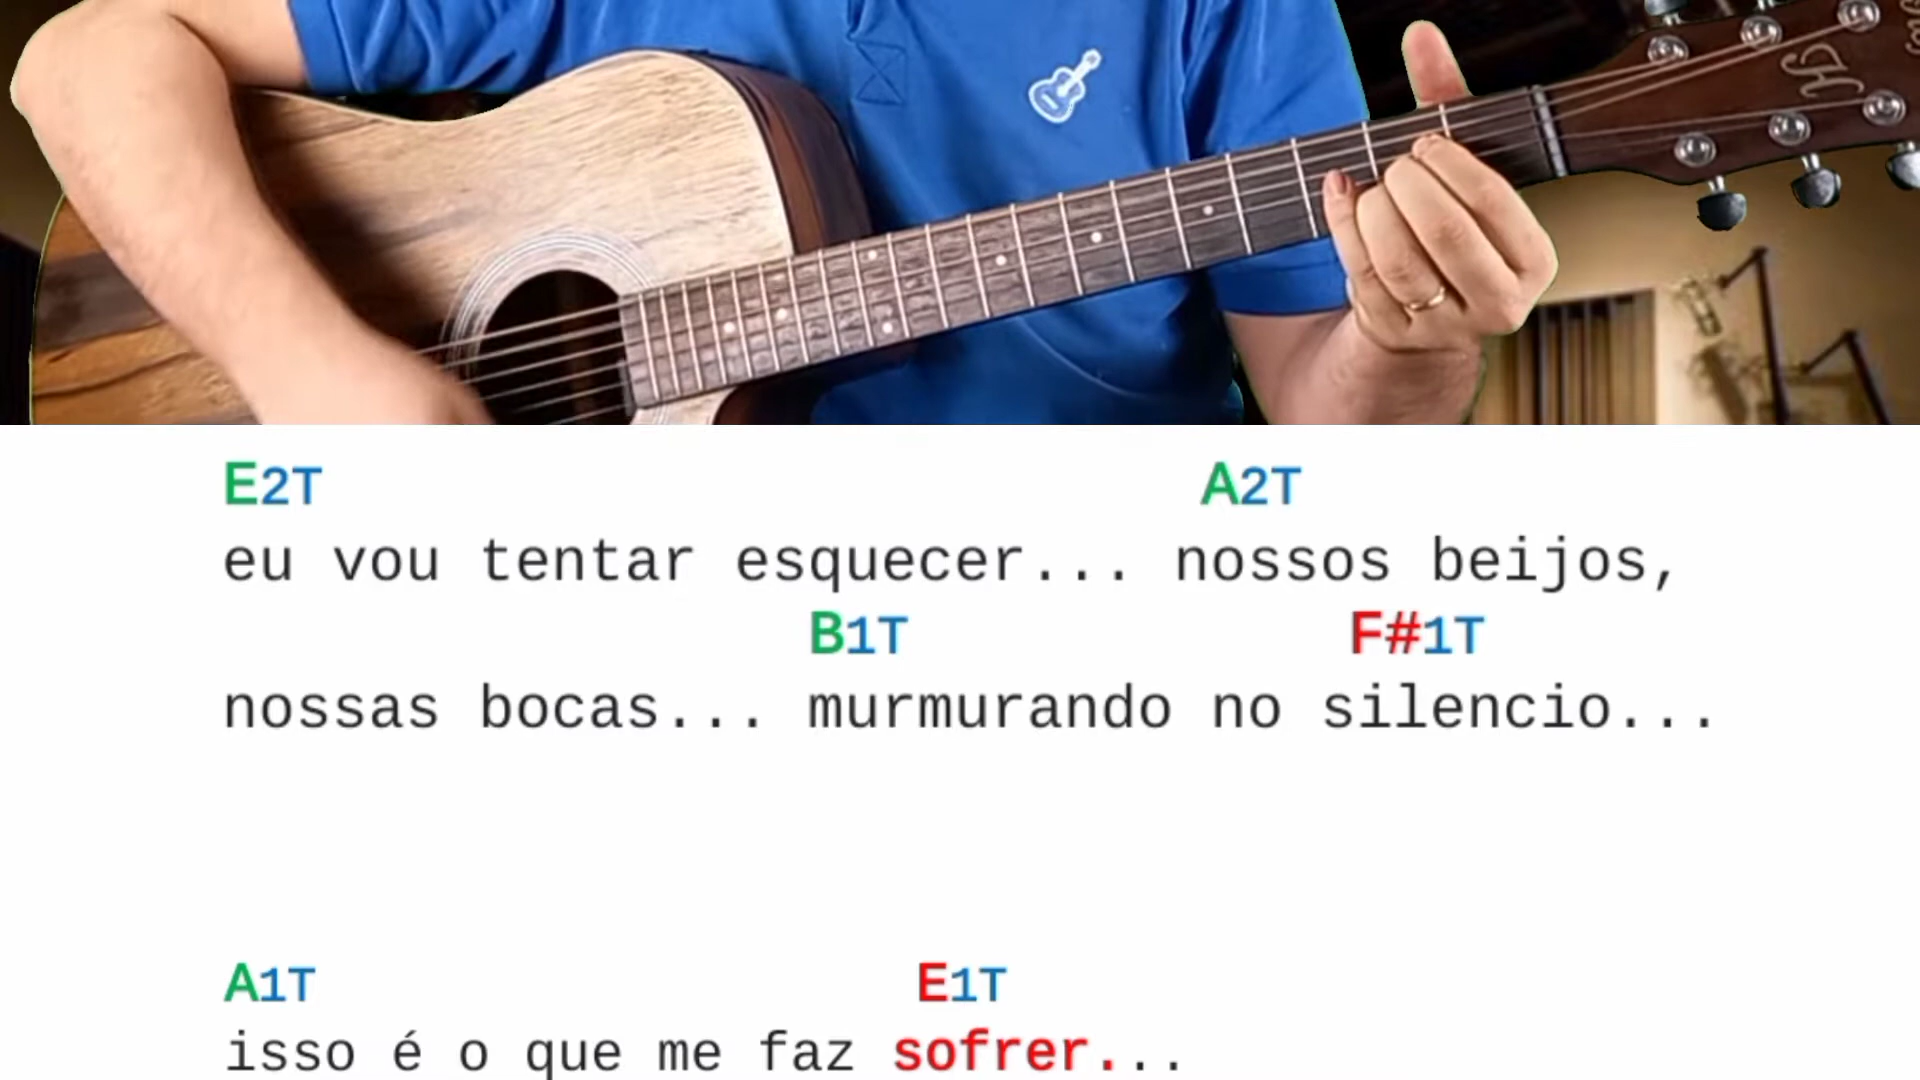 H
E2T A2T
eu vou tentar esquecer... nossos beijos,
B1T F#1T
nossas bocas... murmurando no silencio...
A1T E1T
isso é o que me faz sofrer...